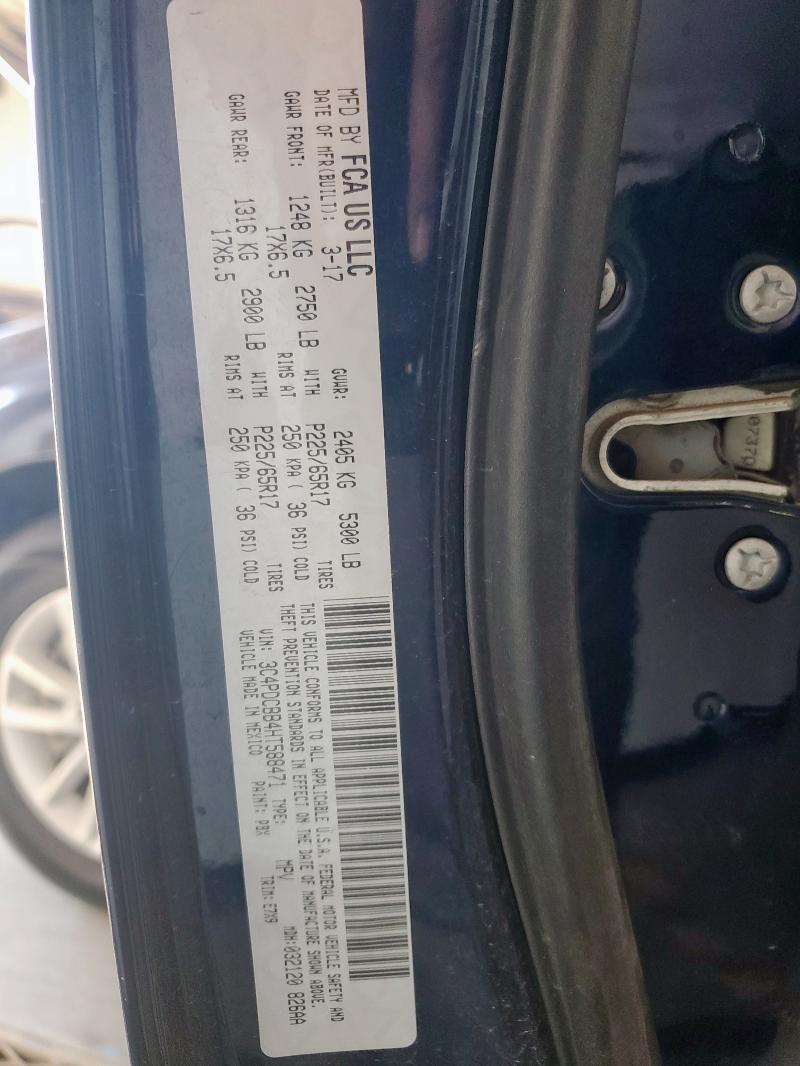 MFD BY FCA US LLC
DATE OF MFR(BUILT): 3-17 GVWR: 2405 KG 5300 LB
GAWR FRONT: 1248 KG 2750 LB WITH P225/65R17 TIRES
17X6.5 RIMS AT 250 KPA ( 36 PSI) COLD
GAWR REAR: 1316 KG 2900 LB WITH P225/65R17 TIRES
17X6.5 RIMS AT 250 KPA ( 36 PSI) COLD
THIS VEHICLE CONFORMS TO ALL APPLICABLE U.S.A. FEDERAL MOTOR VEHICLE SAFETY AND
THEFT PREVENTION STANDARDS IN EFFECT ON THE DATE OF MANUFACTURE SHOWN ABOVE.
VIN: 3C4PDCBB4HT588471 TYPE: MPV MDH:032120 826AA
VEHICLE MADE IN MEXICO PAINT: PBX TRIM:E7X9